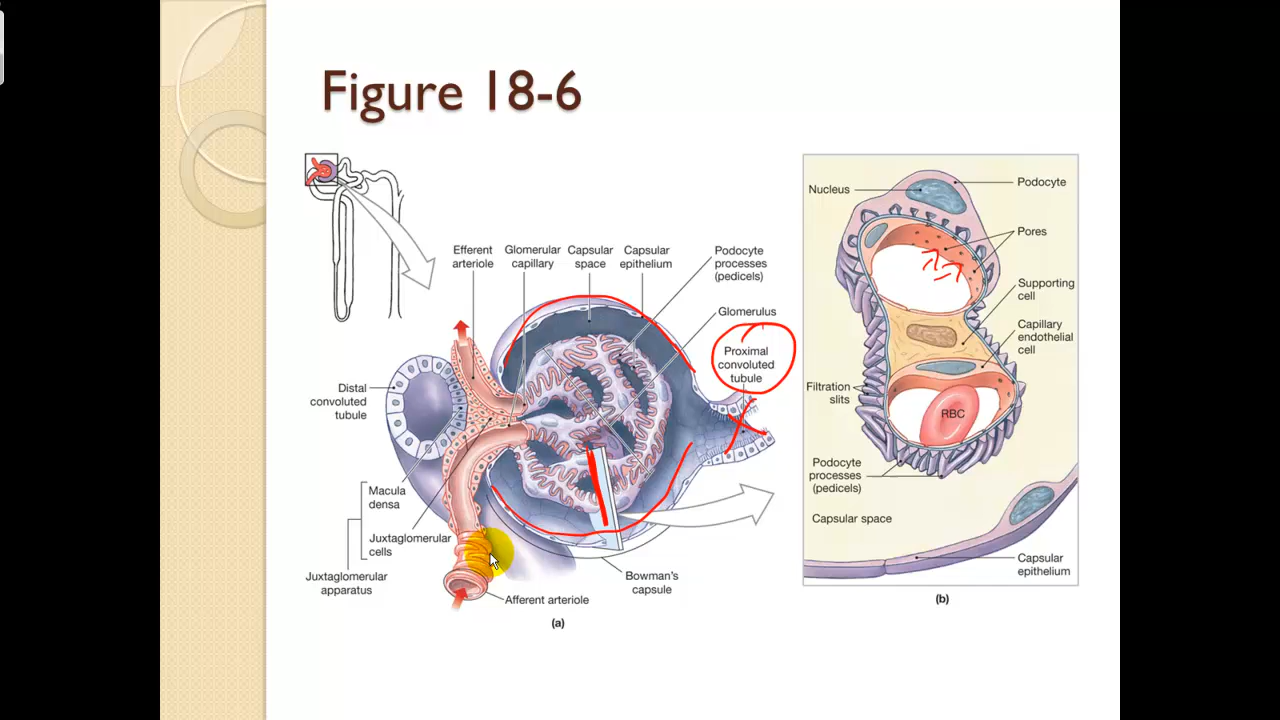 Figure 18-6
Efferent
arteriole
Glomerular
capillary
Capsular
space
Capsular
epithelium
Podocyte
processes
(pedicels)
Glomerulus
Proximal
convoluted
tubule
Distal
convoluted
tubule
Macula
densa
Juxtaglomerular
cells
Juxtaglomerular
apparatus
Afferent arteriole
Bowman's
capsule
(a)
Nucleus
Podocyte
Pores
Supporting
cell
Capillary
endothelial
cell
Filtration
slits
RBC
Podocyte
processes
(pedicels)
Capsular space
Capsular
epithelium
(b)